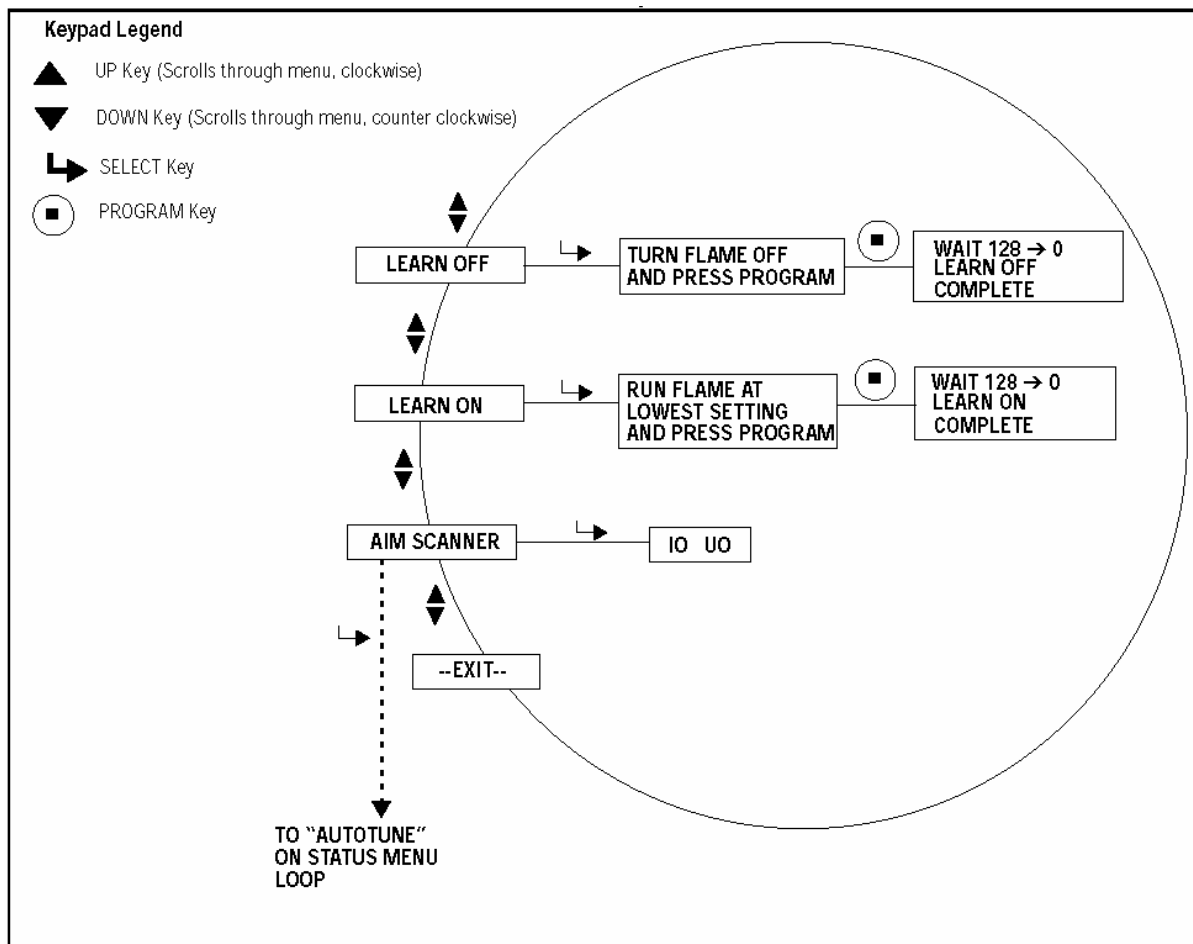 Keypad Legend
UP Key (Scrolls through menu, clockwise)
DOWN Key (Scrolls through menu, counter clockwise)
SELECT Key
PROGRAM Key
LEARN OFF
TURN FLAME OFF
AND PRESS PROGRAM
WAIT 128 → 0
LEARN OFF
COMPLETE
LEARN ON
RUN FLAME AT
LOWEST SETTING
AND PRESS PROGRAM
WAIT 128 → 0
LEARN ON
COMPLETE
AIM SCANNER
IO UO
--EXIT--
TO “AUTOTUNE”
ON STATUS MENU
LOOP